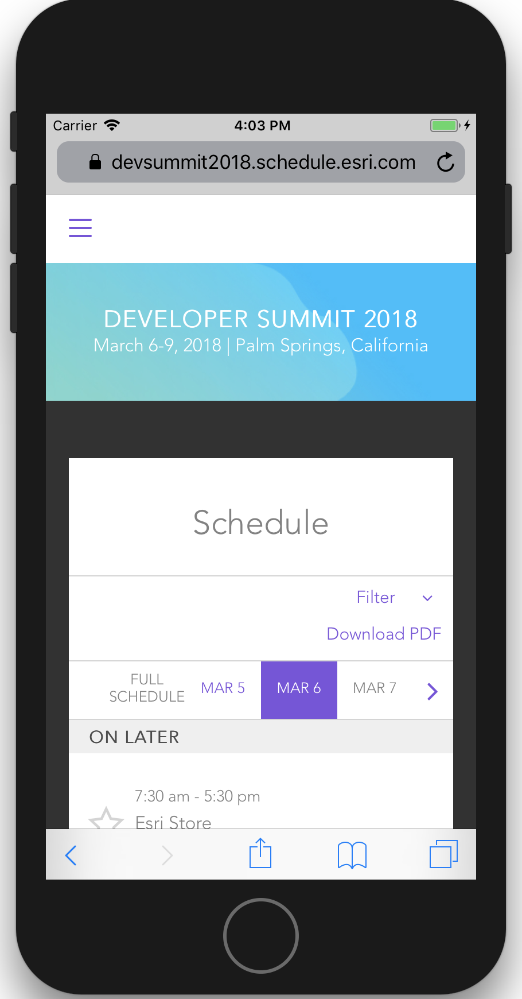 Carrier 4:03 PM
devsummit2018.schedule.esri.com
DEVELOPER SUMMIT 2018
March 6-9, 2018 | Palm Springs, California
Schedule
Filter
Download PDF
FULL
SCHEDULE MAR 5 MAR 6 MAR 7
ON LATER
7:30 am - 5:30 pm
Esri Store